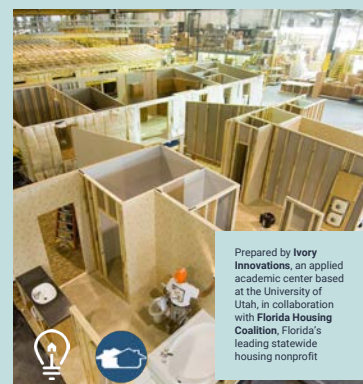 Prepared by Ivory
Innovations, an applied
academic center based
at the University of
Utah, in collaboration
with Florida Housing
Coalition, Florida's
leading statewide
housing nonprofit